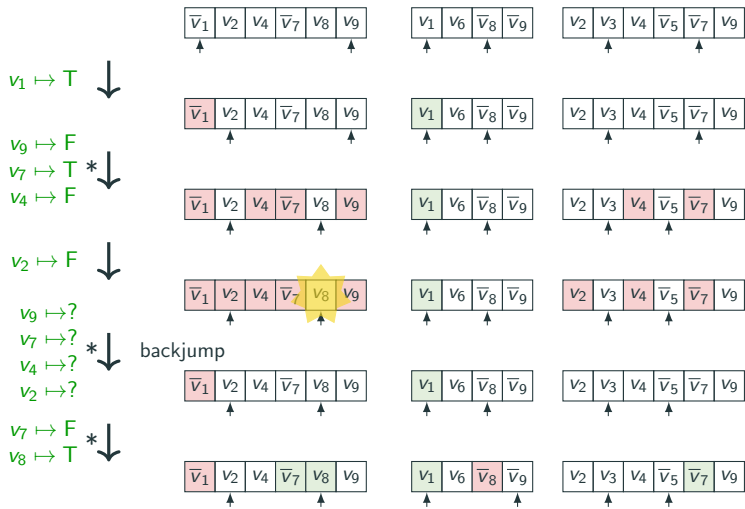 v̄₁ v₂ v₄ v̄₇ v₈ v₉ v₁ v₆ v̄₈ v̄₉ v₂ v₃ v₄ v̄₅ v̄₇ v₉
v₁ ↦ T
v̄₁ v₂ v₄ v̄₇ v₈ v₉ v₁ v₆ v̄₈ v̄₉ v₂ v₃ v₄ v̄₅ v̄₇ v₉
v₉ ↦ F
v₇ ↦ T *
v₄ ↦ F
v̄₁ v₂ v₄ v̄₇ v₈ v₉ v₁ v₆ v̄₈ v̄₉ v₂ v₃ v₄ v̄₅ v̄₇ v₉
v₂ ↦ F
v̄₁ v₂ v₄ v̄₇ v₈ v₉ v₁ v₆ v̄₈ v̄₉ v₂ v₃ v₄ v̄₅ v̄₇ v₉
v₉ ↦?
v₇ ↦?
* backjump
v₄ ↦?
v₂ ↦?
v̄₁ v₂ v₄ v̄₇ v₈ v₉ v₁ v₆ v̄₈ v̄₉ v₂ v₃ v₄ v̄₅ v̄₇ v₉
v₇ ↦ F *
v₈ ↦ T
v̄₁ v₂ v₄ v̄₇ v₈ v₉ v₁ v₆ v̄₈ v̄₉ v₂ v₃ v₄ v̄₅ v̄₇ v₉